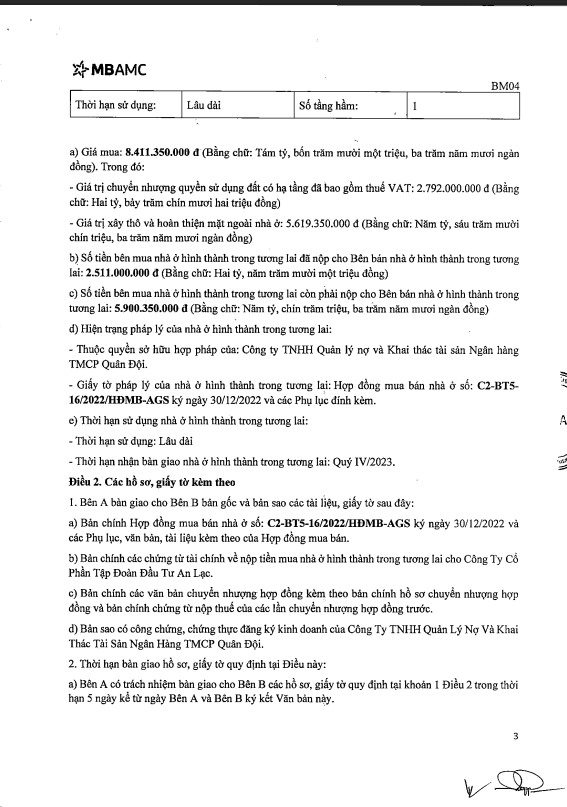 MBAMC
BM04
Thời hạn sử dụng: Lâu dài Số tầng hầm: 1
a) Giá mua: 8.411.350.000 đ (Bằng chữ: Tám tỷ, bốn trăm mười một triệu, ba trăm năm mươi ngàn
đồng). Trong đó:
- Giá trị chuyển nhượng quyền sử dụng đất có hạ tầng đã bao gồm thuế VAT: 2.792.000.000 đ (Bằng
chữ: Hai tỷ, bảy trăm chín mươi hai triệu đồng)
- Giá trị xây thô và hoàn thiện mặt ngoài nhà ở: 5.619.350.000 đ (Bằng chữ: Năm tỷ, sáu trăm mười
chín triệu, ba trăm năm mươi ngàn đồng)
b) Số tiền bên mua nhà ở hình thành trong tương lai đã nộp cho Bên bán nhà ở hình thành trong tương
lai: 2.511.000.000 đ (Bằng chữ: Hai tỷ, năm trăm mười một triệu đồng)
c) Số tiền bên mua nhà ở hình thành trong tương lai còn phải nộp cho Bên bán nhà ở hình thành trong
tương lai: 5.900.350.000 đ (Bằng chữ: Năm tỷ, chín trăm triệu, ba trăm năm mươi ngàn đồng)
d) Hiện trạng pháp lý của nhà ở hình thành trong tương lai:
- Thuộc quyền sở hữu hợp pháp của: Công ty TNHH Quản lý nợ và Khai thác tài sản Ngân hàng
TMCP Quân Đội.
- Giấy tờ pháp lý của nhà ở hình thành trong tương lai: Hợp đồng mua bán nhà ở số: C2-BT5-
16/2022/HĐMB-AGS ký ngày 30/12/2022 và các Phụ lục đính kèm.
e) Thời hạn sử dụng nhà ở hình thành trong tương lai:
- Thời hạn sử dụng: Lâu dài
- Thời hạn nhận bàn giao nhà ở hình thành trong tương lai: Quý IV/2023.
Điều 2. Các hồ sơ, giấy tờ kèm theo
1. Bên A bàn giao cho Bên B bản gốc và bản sao các tài liệu, giấy tờ sau đây:
a) Bản chính Hợp đồng mua bán nhà ở số: C2-BT5-16/2022/HĐMB-AGS ký ngày 30/12/2022 và
các Phụ lục, văn bản, tài liệu kèm theo của Hợp đồng mua bán.
b) Bản chính các chứng từ tài chính về nộp tiền mua nhà ở hình thành trong tương lai cho Công Ty Cổ
Phần Tập Đoàn Đầu Tư An Lạc.
c) Bản chính các văn bản chuyển nhượng hợp đồng kèm theo bản chính hồ sơ chuyển nhượng hợp
đồng và bản chính chứng từ nộp thuế của các lần chuyển nhượng hợp đồng trước.
d) Bản sao có công chứng, chứng thực đăng ký kinh doanh của Công Ty TNHH Quản Lý Nợ Và Khai
Thác Tài Sản Ngân Hàng TMCP Quân Đội.
2. Thời hạn bàn giao hồ sơ, giấy tờ quy định tại Điều này:
a) Bên A có trách nhiệm bàn giao cho Bên B các hồ sơ, giấy tờ quy định tại khoản 1 Điều 2 trong thời
hạn 5 ngày kể từ ngày Bên A và Bên B ký kết Văn bản này.
3